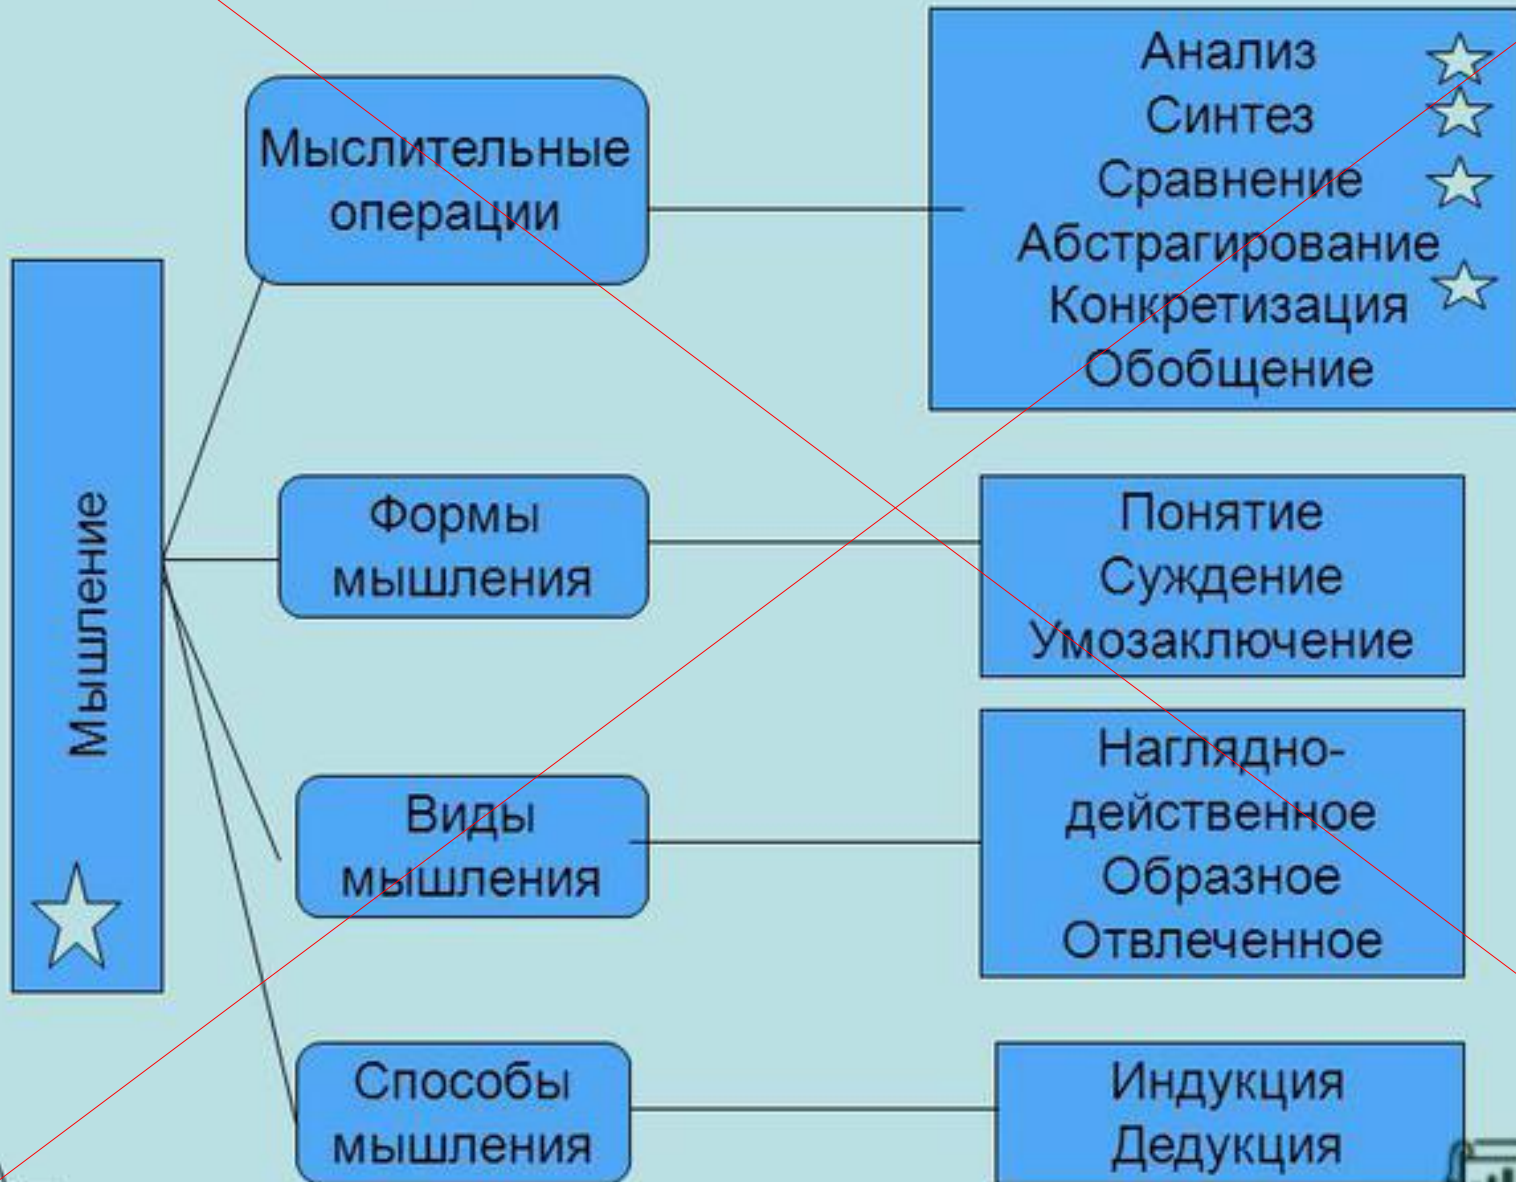 Мышление
Мыслительные
операции
Анализ
Синтез
Сравнение
Абстрагирование
Конкретизация
Обобщение
Формы
мышления
Понятие
Суждение
Умозаключение
Виды
мышления
Наглядно-
действенное
Образное
Отвлеченное
Способы
мышления
Индукция
Дедукция